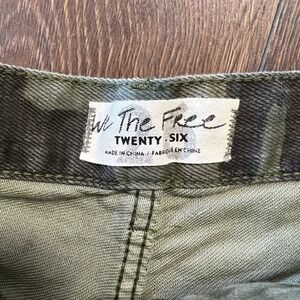 We The Free
TWENTY · SIX
MADE IN CHINA / FABRIQUÉ EN CHINE